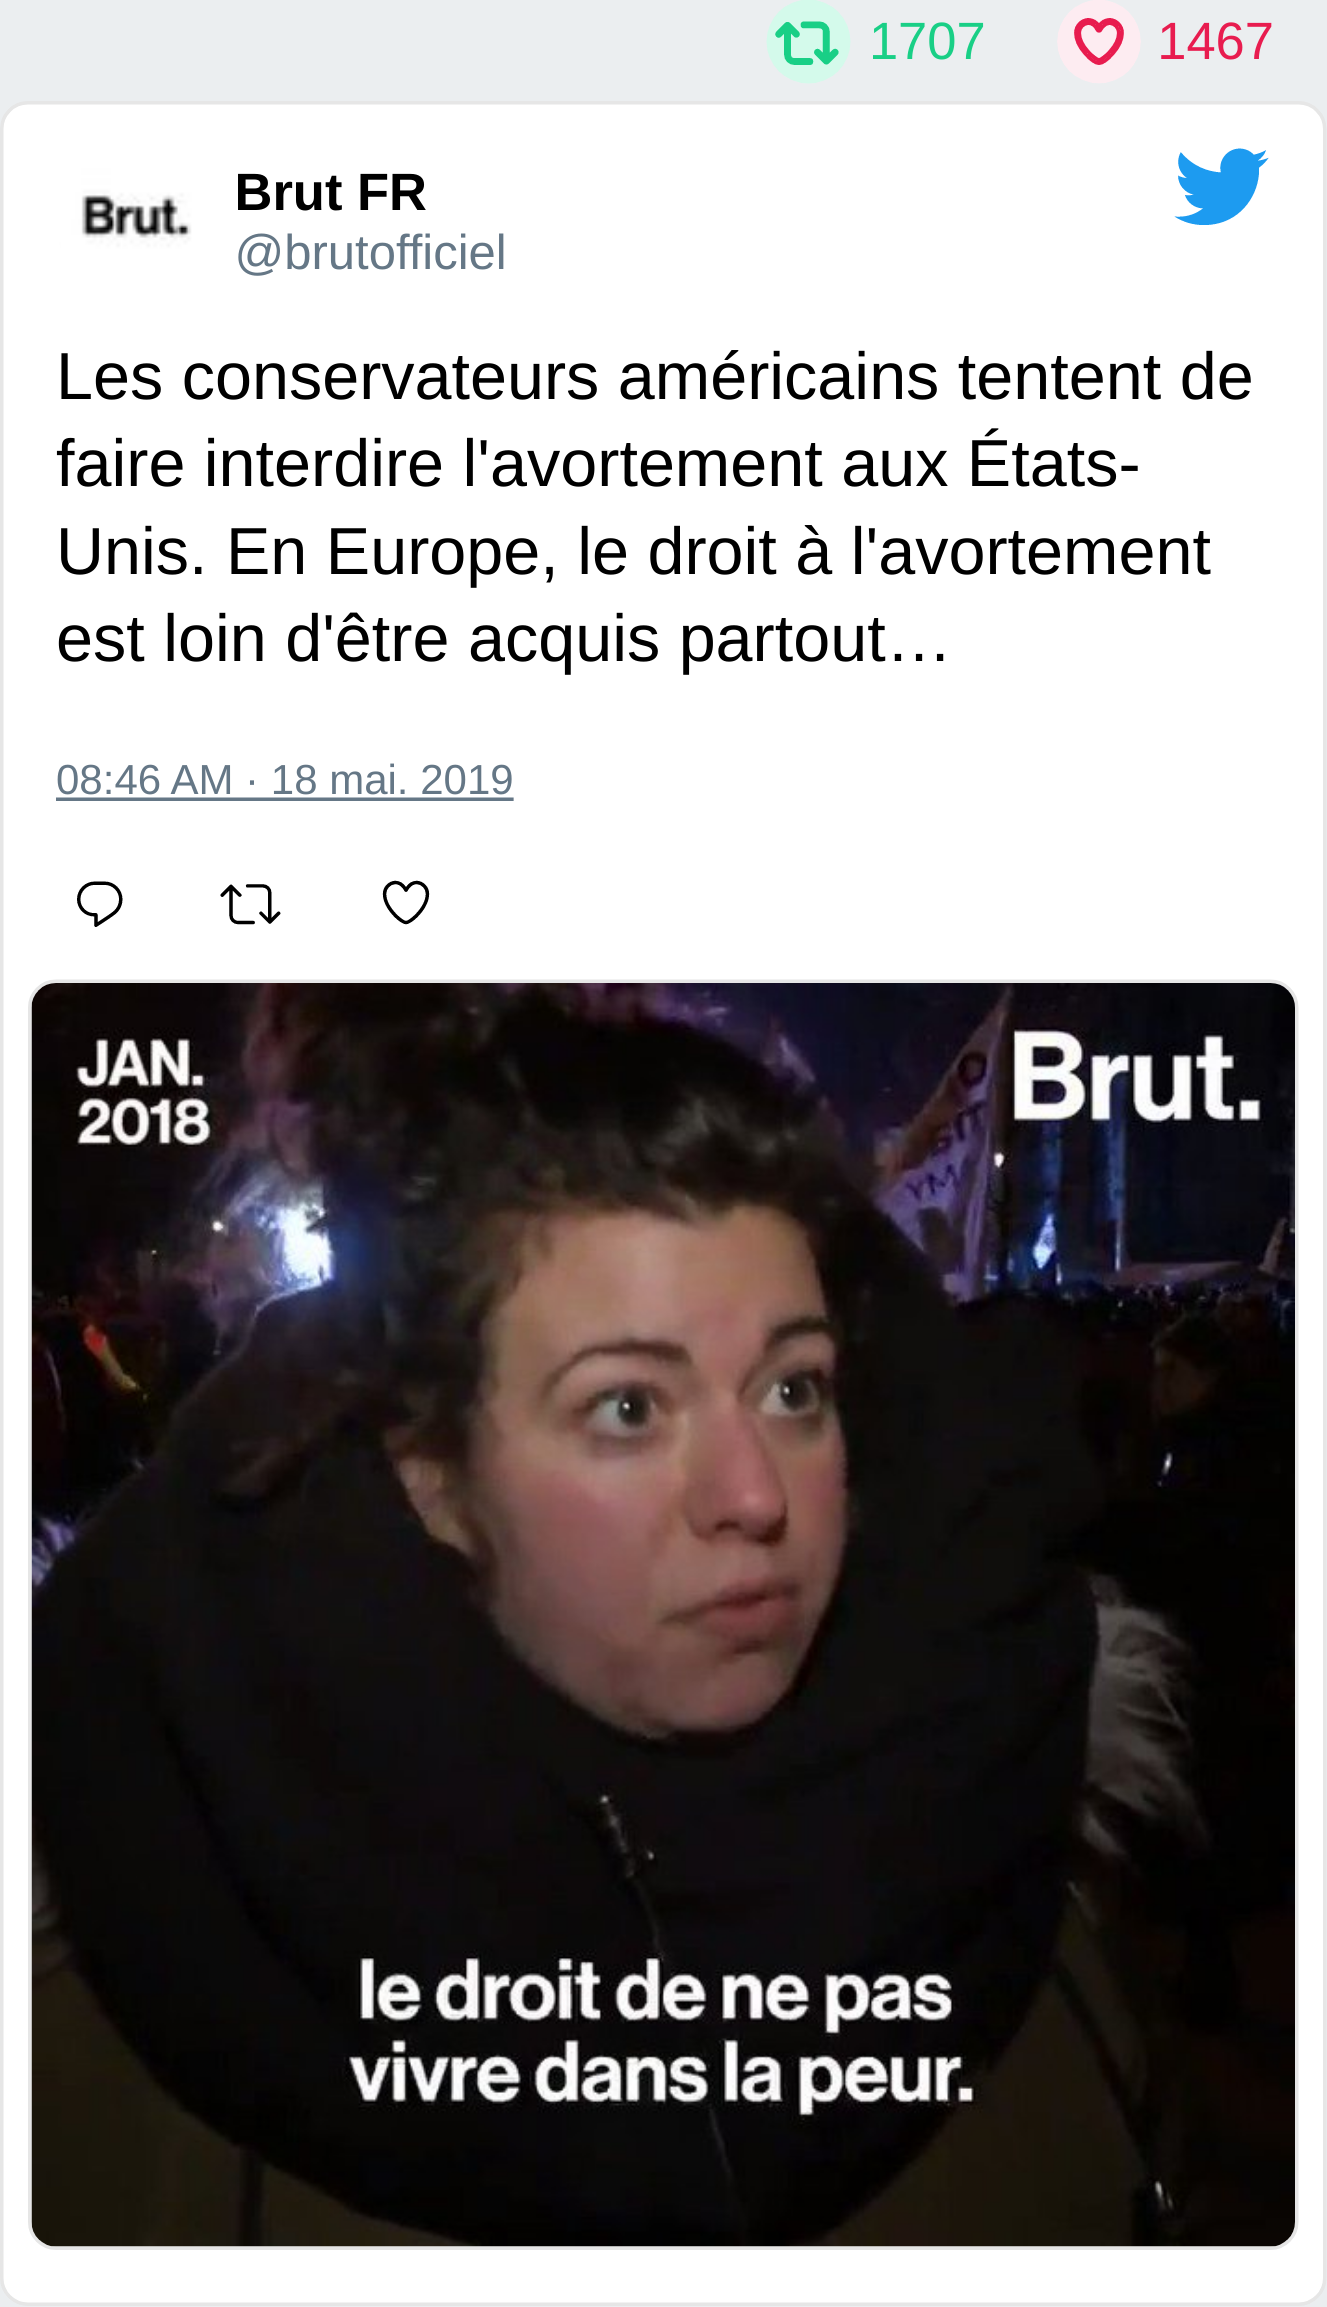 1707 1467
Brut.
Brut FR
@brutofficiel
Les conservateurs américains tentent de
faire interdire l'avortement aux États-
Unis. En Europe, le droit à l'avortement
est loin d'être acquis partout…
08:46 AM · 18 mai. 2019
JAN.
2018
Brut.
le droit de ne pas
vivre dans la peur.